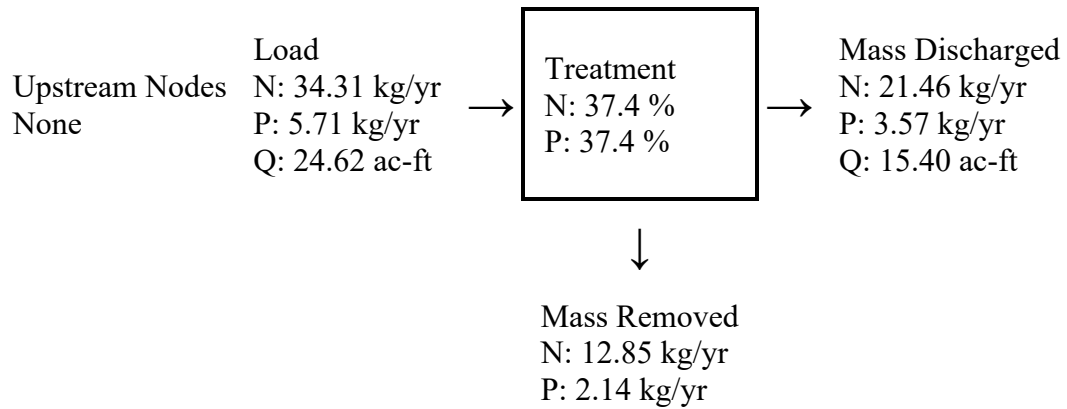 Upstream Nodes
None
Load
N: 34.31 kg/yr
P: 5.71 kg/yr
Q: 24.62 ac-ft
→
Treatment
N: 37.4 %
P: 37.4 %
→
Mass Discharged
N: 21.46 kg/yr
P: 3.57 kg/yr
Q: 15.40 ac-ft
↓
Mass Removed
N: 12.85 kg/yr
P: 2.14 kg/yr